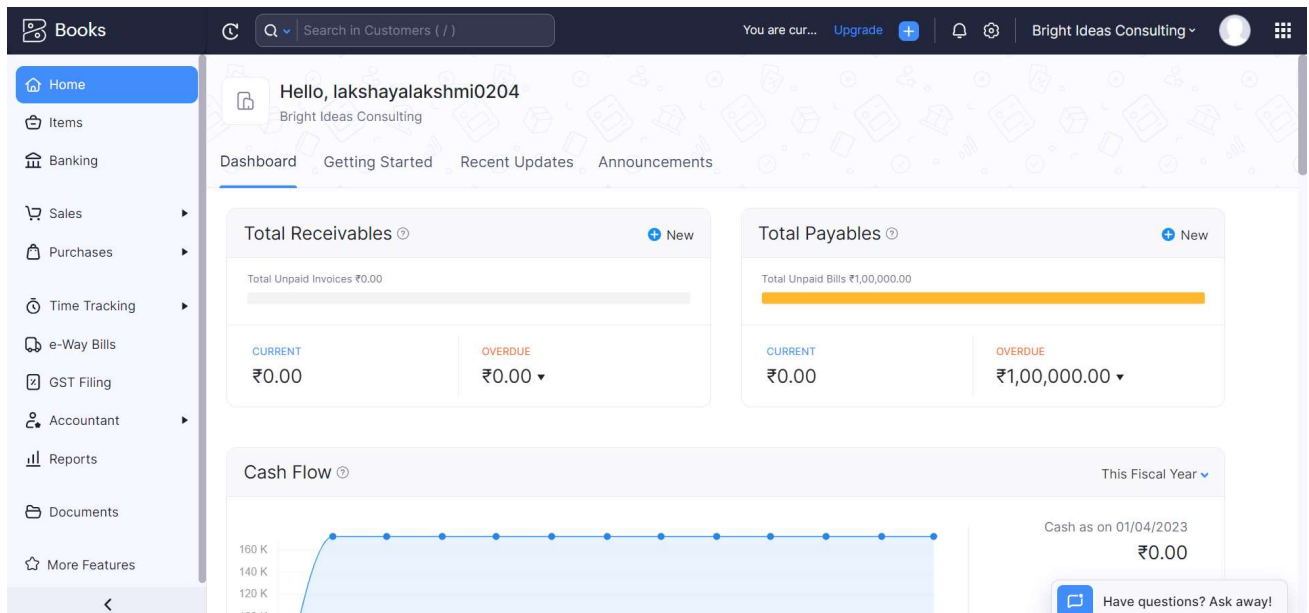 Books
Search in Customers ( / )
You are cur... Upgrade
Bright Ideas Consulting
Home
Items
Banking
Sales
Purchases
Time Tracking
e-Way Bills
GST Filing
Accountant
Reports
Documents
More Features
Hello, lakshayalakshmi0204
Bright Ideas Consulting
Dashboard Getting Started Recent Updates Announcements
Total Receivables New
Total Unpaid Invoices ₹0.00
CURRENT OVERDUE
₹0.00 ₹0.00
Total Payables New
Total Unpaid Bills ₹1,00,000.00
CURRENT OVERDUE
₹0.00 ₹1,00,000.00
Cash Flow This Fiscal Year
160 K
140 K
120 K
Cash as on 01/04/2023
₹0.00
Have questions? Ask away!